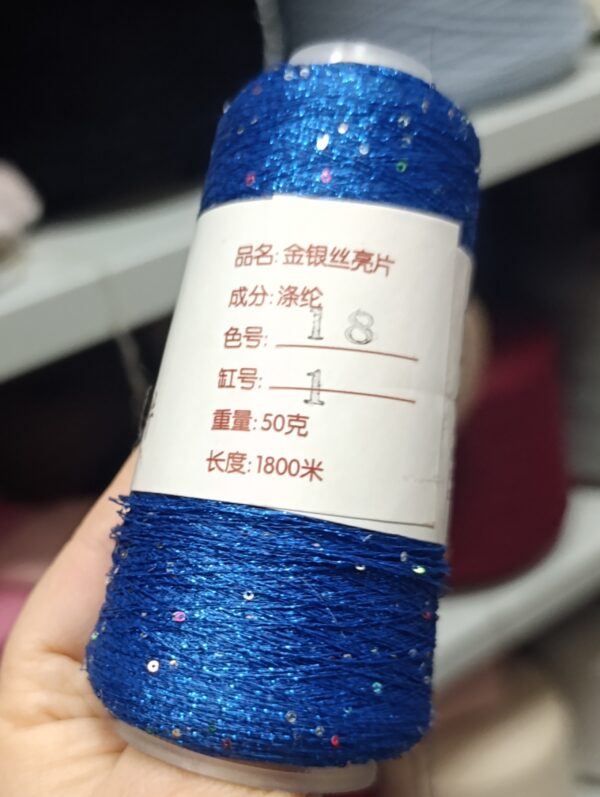 品名:金银丝亮片
成分:涤纶
色号: 18
缸号: 1
重量:50克
长度:1800米